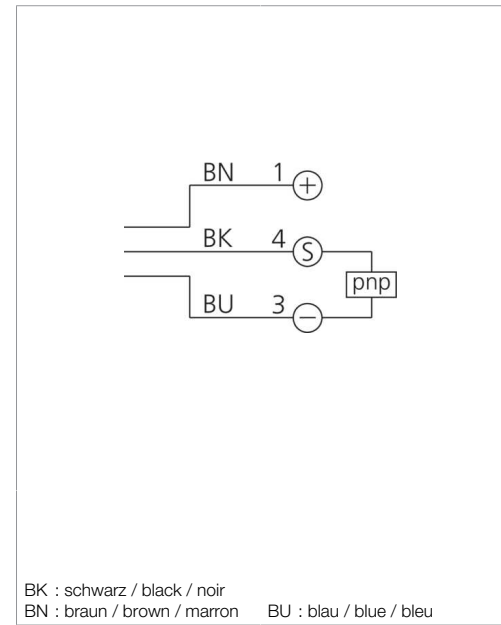 BN 1 +
BK 4 S
pnp
BU 3 −
BK : schwarz / black / noir
BN : braun / brown / marron BU : blau / blue / bleu